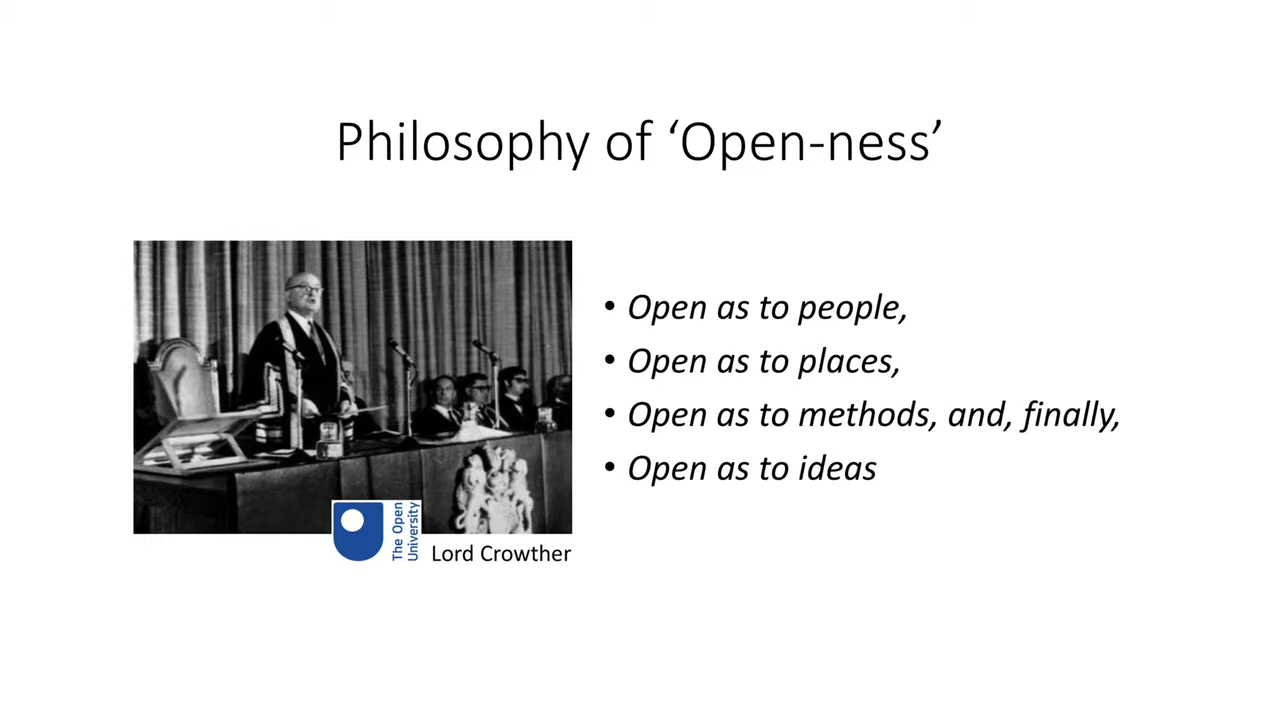 Philosophy of ‘Open-ness’
• Open as to people,
• Open as to places,
• Open as to methods, and, finally,
• Open as to ideas
The Open
University
Lord Crowther